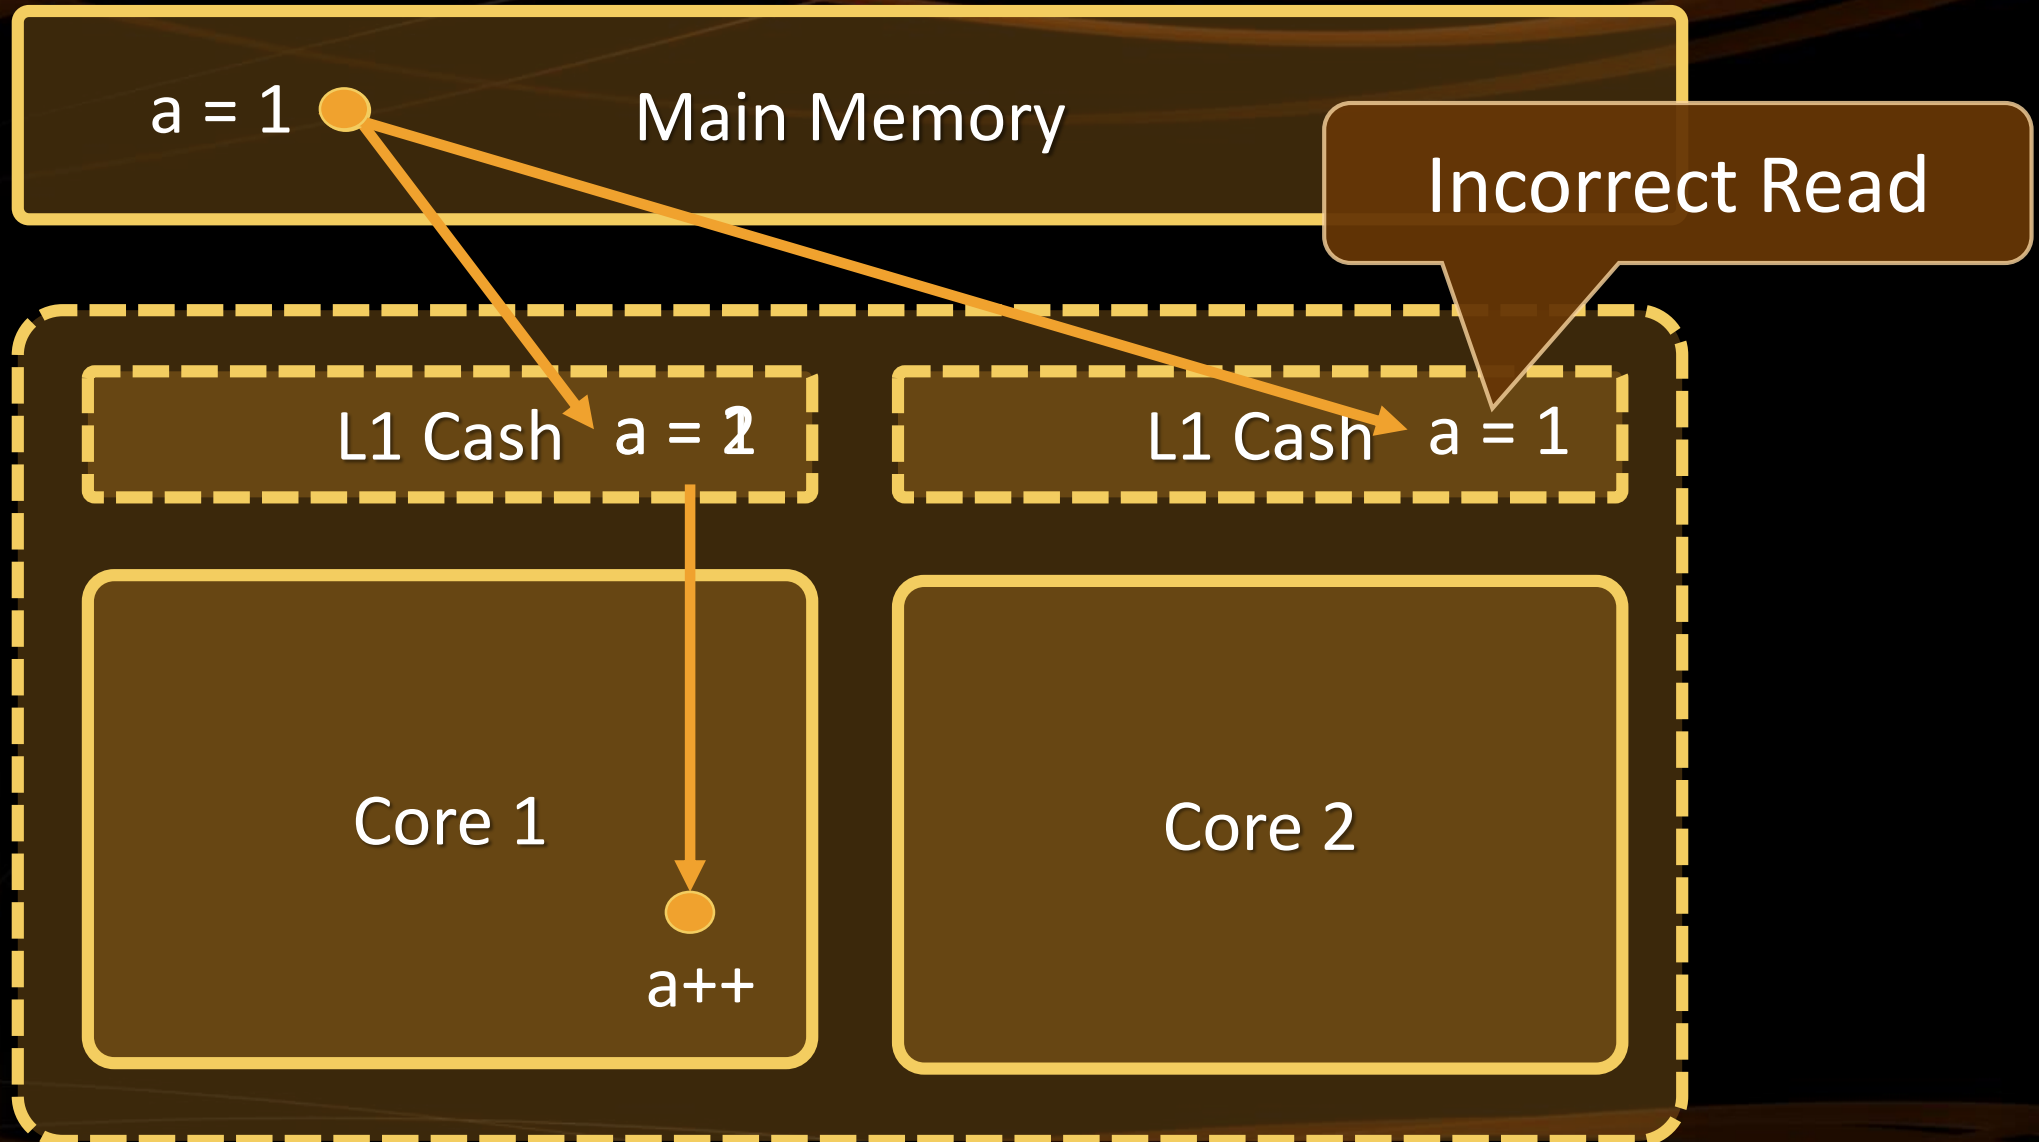 a = 1
Main Memory
Incorrect Read
L1 Cash
a = 
L1 Cash
a = 1
Core 1
Core 2
a++